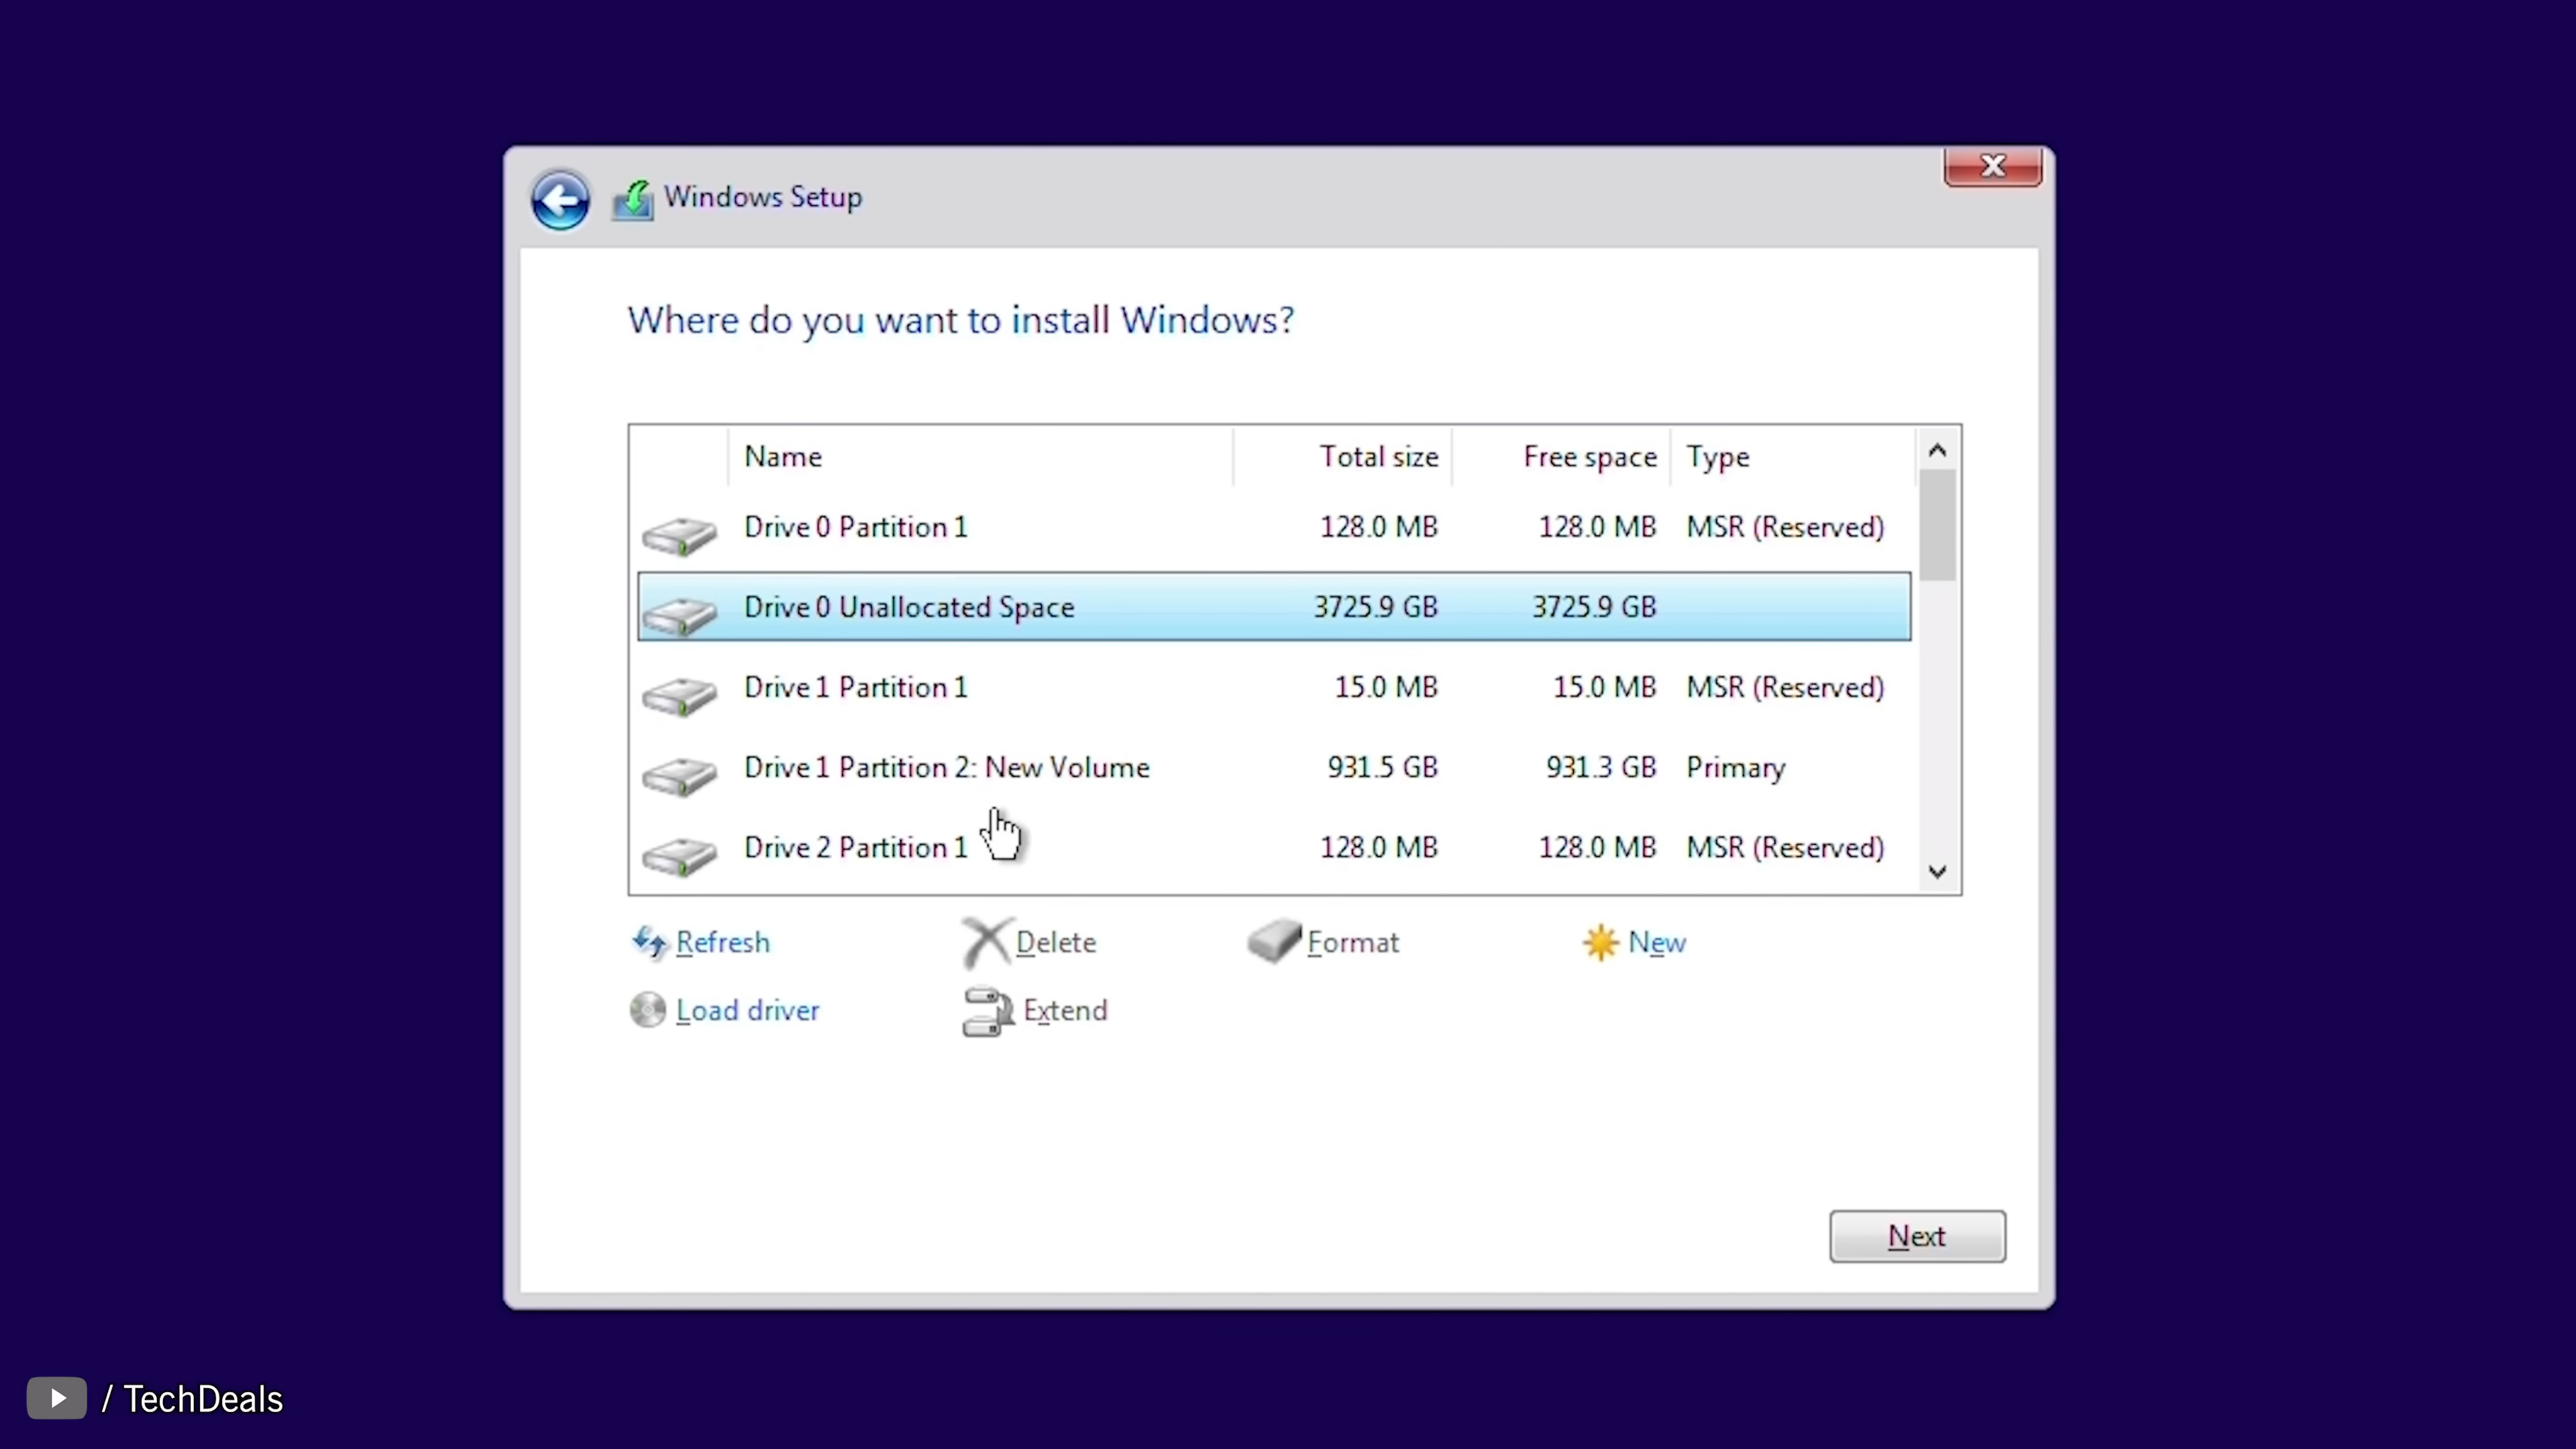 Windows Setup
Where do you want to install Windows?
Name Total size Free space Type
Drive 0 Partition 1 128.0 MB 128.0 MB MSR (Reserved)
Drive 0 Unallocated Space 3725.9 GB 3725.9 GB
Drive 1 Partition 1 15.0 MB 15.0 MB MSR (Reserved)
Drive 1 Partition 2: New Volume 931.5 GB 931.3 GB Primary
Drive 2 Partition 1 128.0 MB 128.0 MB MSR (Reserved)
Refresh Delete Format New
Load driver Extend
Next
/ TechDeals